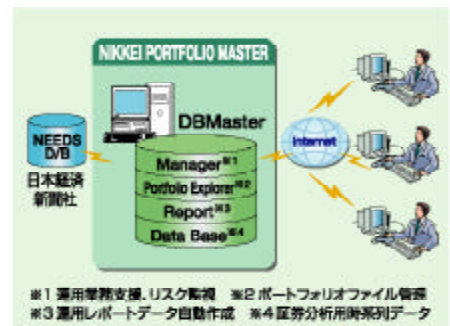 NIKKEI PORTFOLIO MASTER
DBMaster
NEEDS
D/B
日本経済
新聞社
Manager※1
Portfolio Explorer※2
Report※3
Data Base※4
Internet
※1 運用業務支援、リスク監視 ※2 ポートフォリオファイル管理
※3 運用レポートデータ自動作成 ※4 証券分析用時系列データ